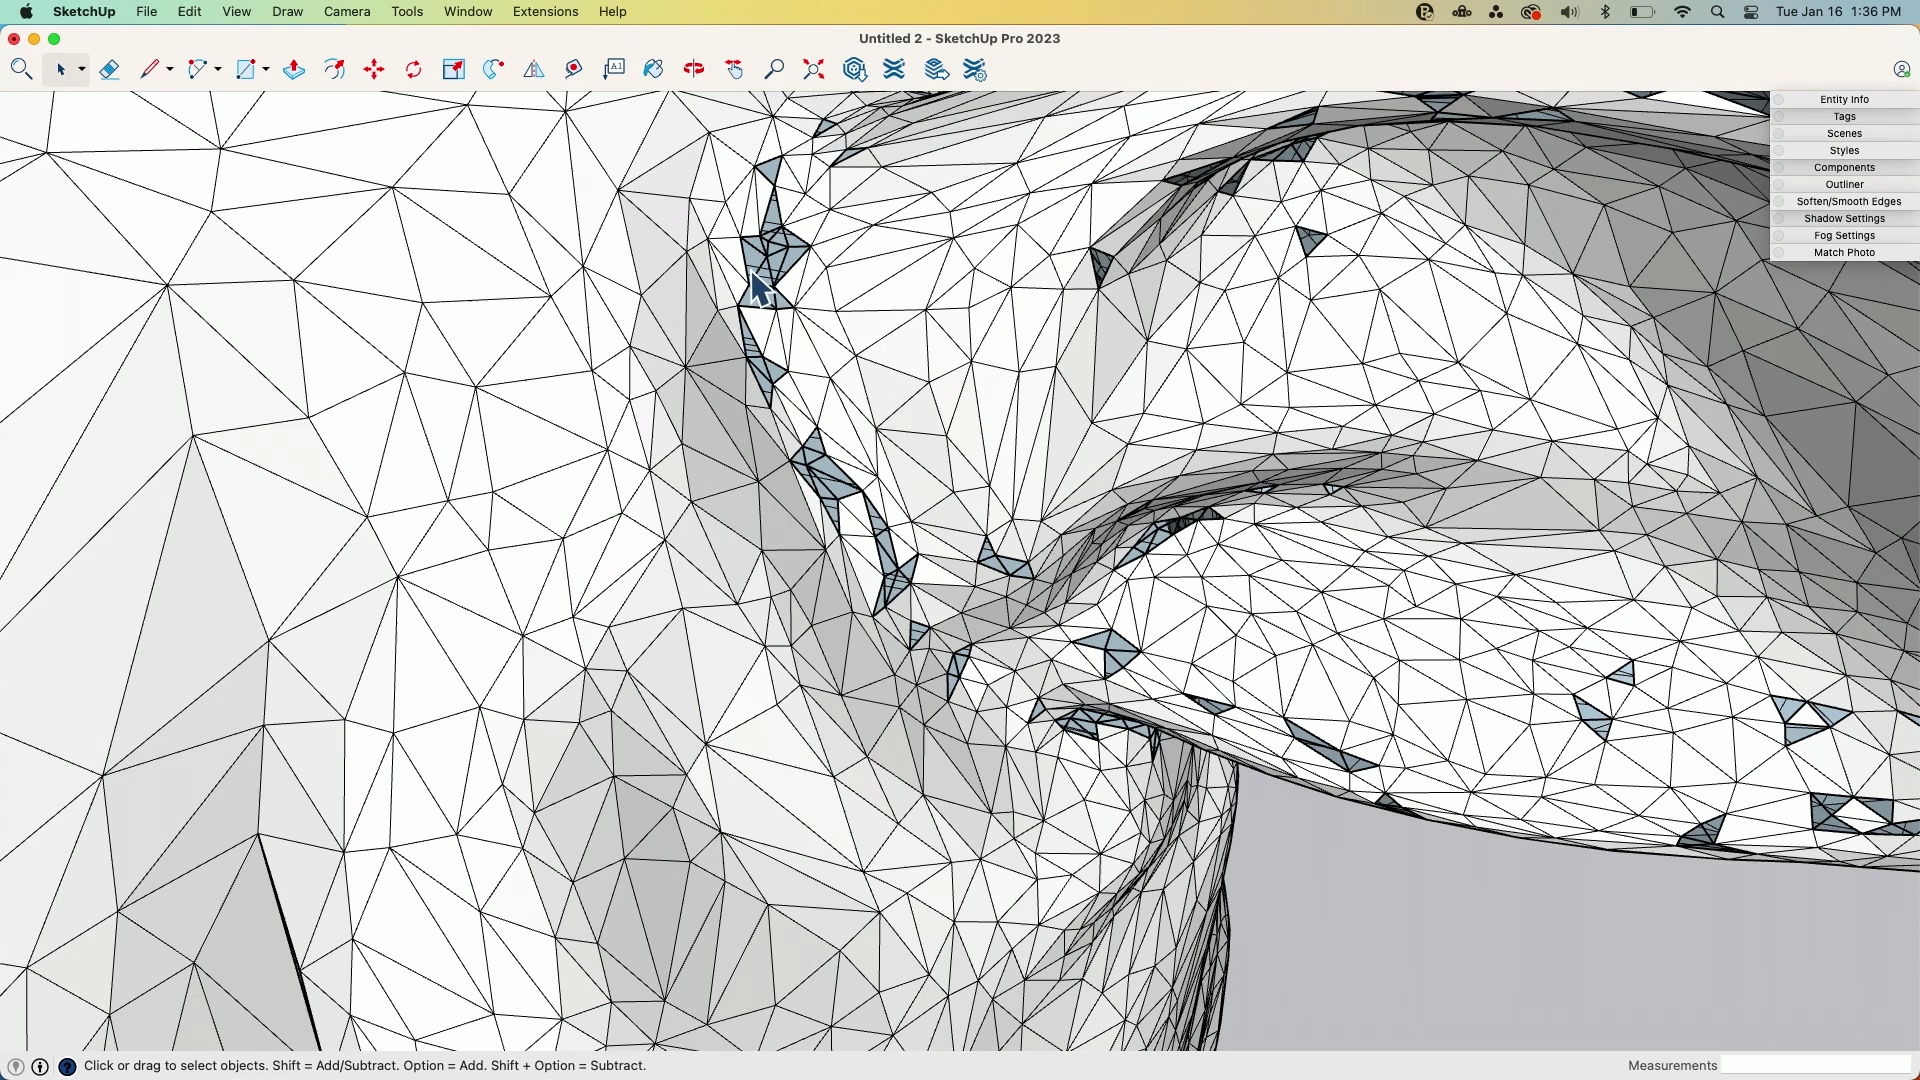 SketchUp File Edit View Draw Camera Tools Window Extensions Help Tue Jan 16 1:36 PM
Untitled 2 - SketchUp Pro 2023
A1
Entity Info
Tags
Scenes
Styles
Components
Outliner
Soften/Smooth Edges
Shadow Settings
Fog Settings
Match Photo
Click or drag to select objects. Shift = Add/Subtract. Option = Add. Shift + Option = Subtract. Measurements